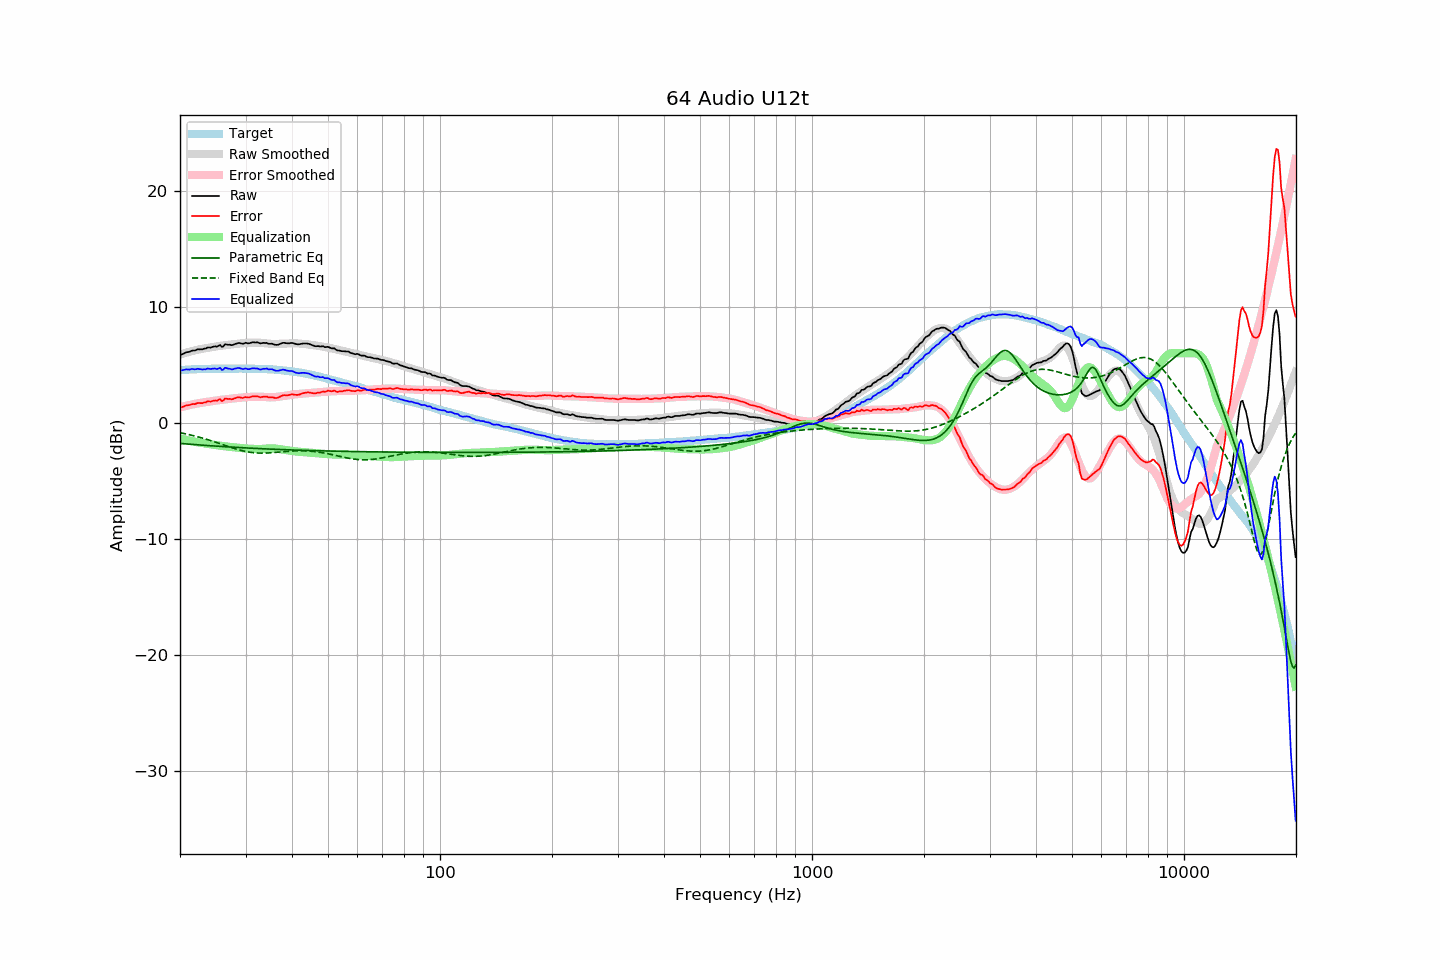 64 Audio U12t
Target
Raw Smoothed
Error Smoothed
Raw
Error
Equalization
Parametric Eq
Fixed Band Eq
Equalized
20
10
0
−10
−20
−30
Amplitude (dBr)
100
1000
10000
Frequency (Hz)